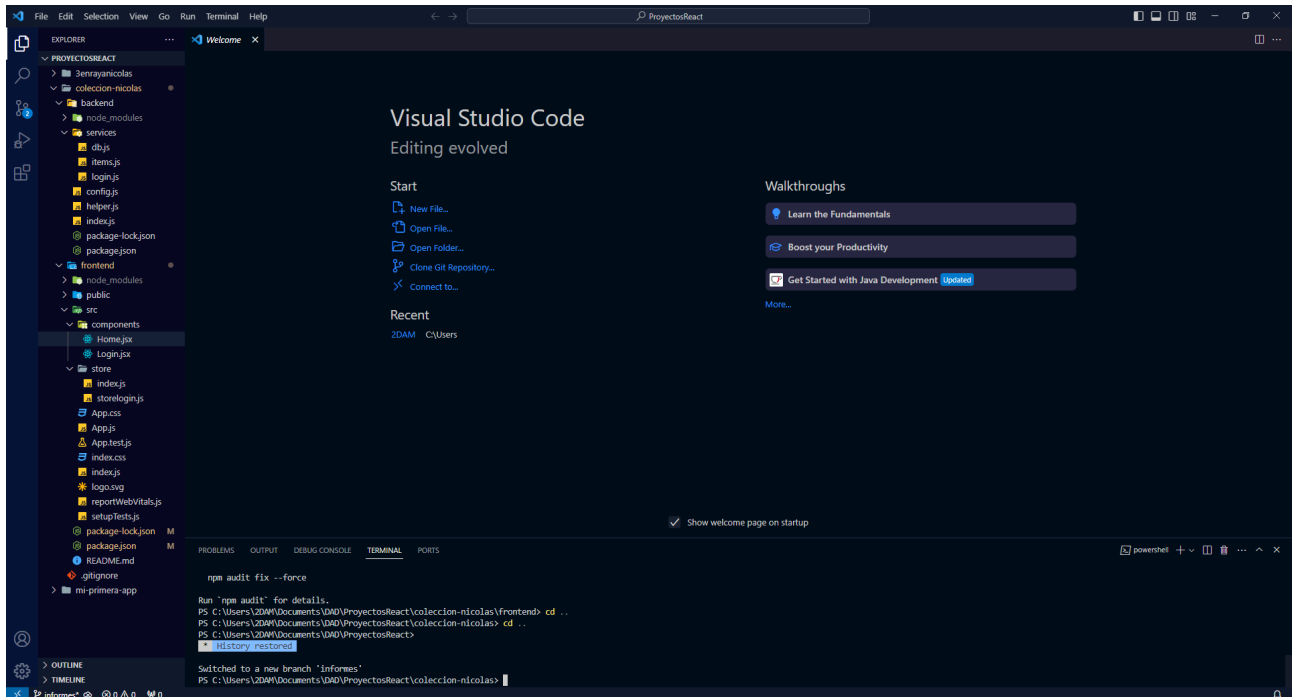 File Edit Selection View Go Run Terminal Help
ProyectosReact
EXPLORER
Welcome
PROYECTOSREACT
3enrayanicolas
coleccion-nicolas
backend
node_modules
services
db.js
items.js
login.js
config.js
helper.js
index.js
package-lock.json
package.json
frontend
node_modules
public
src
components
Home.jsx
Login.jsx
store
index.js
storelogin.js
App.css
App.js
App.test.js
index.css
index.js
logo.svg
reportWebVitals.js
setupTests.js
package-lock.json M
package.json M
README.md
.gitignore
mi-primera-app
OUTLINE
TIMELINE
2
Visual Studio Code
Editing evolved
Start
New File...
Open File...
Open Folder...
Clone Git Repository...
Connect to...
Recent
2DAM C:\Users
Walkthroughs
Learn the Fundamentals
Boost your Productivity
Get Started with Java Development Updated
More...
Show welcome page on startup
PROBLEMS OUTPUT DEBUG CONSOLE TERMINAL PORTS
powershell
npm audit fix --force
Run `npm audit` for details.
PS C:\Users\2DAM\Documents\DAD\ProyectosReact\coleccion-nicolas\frontend> cd ..
PS C:\Users\2DAM\Documents\DAD\ProyectosReact\coleccion-nicolas> cd ..
PS C:\Users\2DAM\Documents\DAD\ProyectosReact>
* History restored
Switched to a new branch 'informes'
PS C:\Users\2DAM\Documents\DAD\ProyectosReact\coleccion-nicolas>
informes* 0 0 0